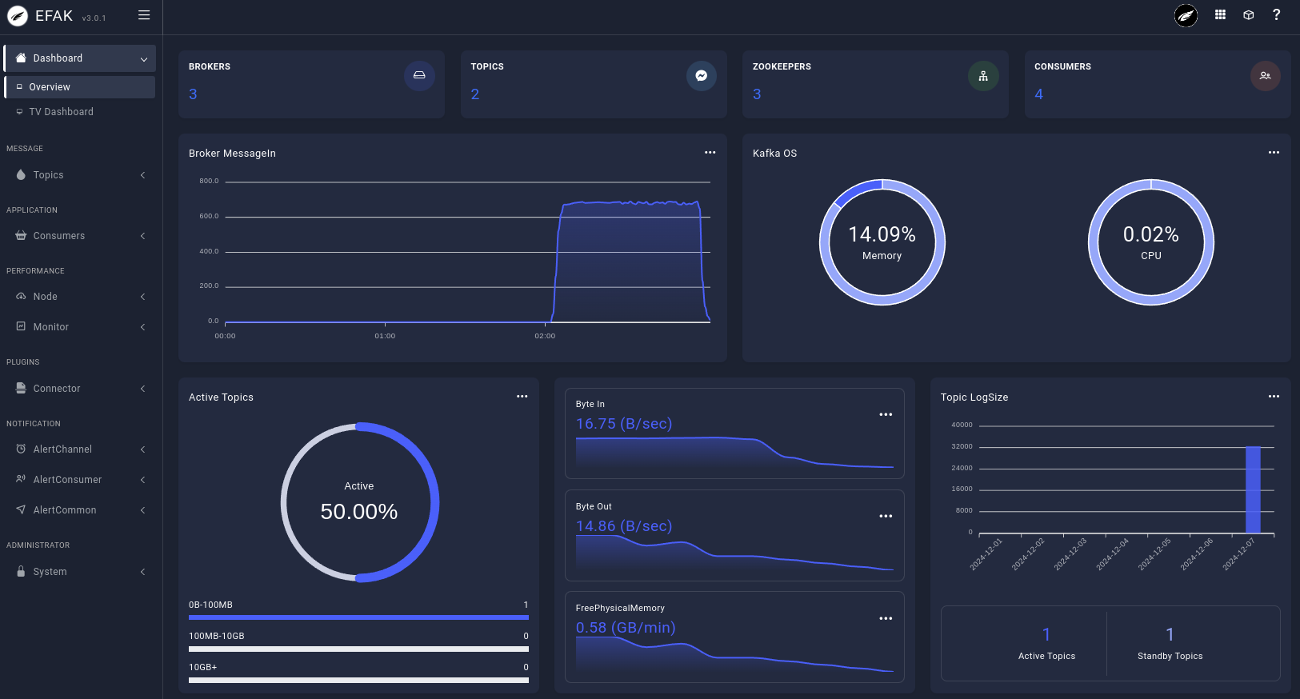 EFAK v3.0.1
Dashboard
Overview
TV Dashboard
MESSAGE
Topics
APPLICATION
Consumers
PERFORMANCE
Node
Monitor
PLUGINS
Connector
NOTIFICATION
AlertChannel
AlertConsumer
AlertCommon
ADMINISTRATOR
System
?
BROKERS
3
TOPICS
2
ZOOKEEPERS
3
CONSUMERS
4
Broker MessageIn
800.0
600.0
400.0
200.0
0.0
00:00 01:00 02:00
Kafka OS
14.09%
Memory
0.02%
CPU
Active Topics
Active
50.00%
0B-100MB 1
100MB-10GB 0
10GB+ 0
Byte In
16.75 (B/sec)
Byte Out
14.86 (B/sec)
FreePhysicalMemory
0.58 (GB/min)
Topic LogSize
40000
32000
24000
16000
8000
0
2024-12-01 2024-12-02 2024-12-03 2024-12-04 2024-12-05 2024-12-06 2024-12-07
1
Active Topics
1
Standby Topics